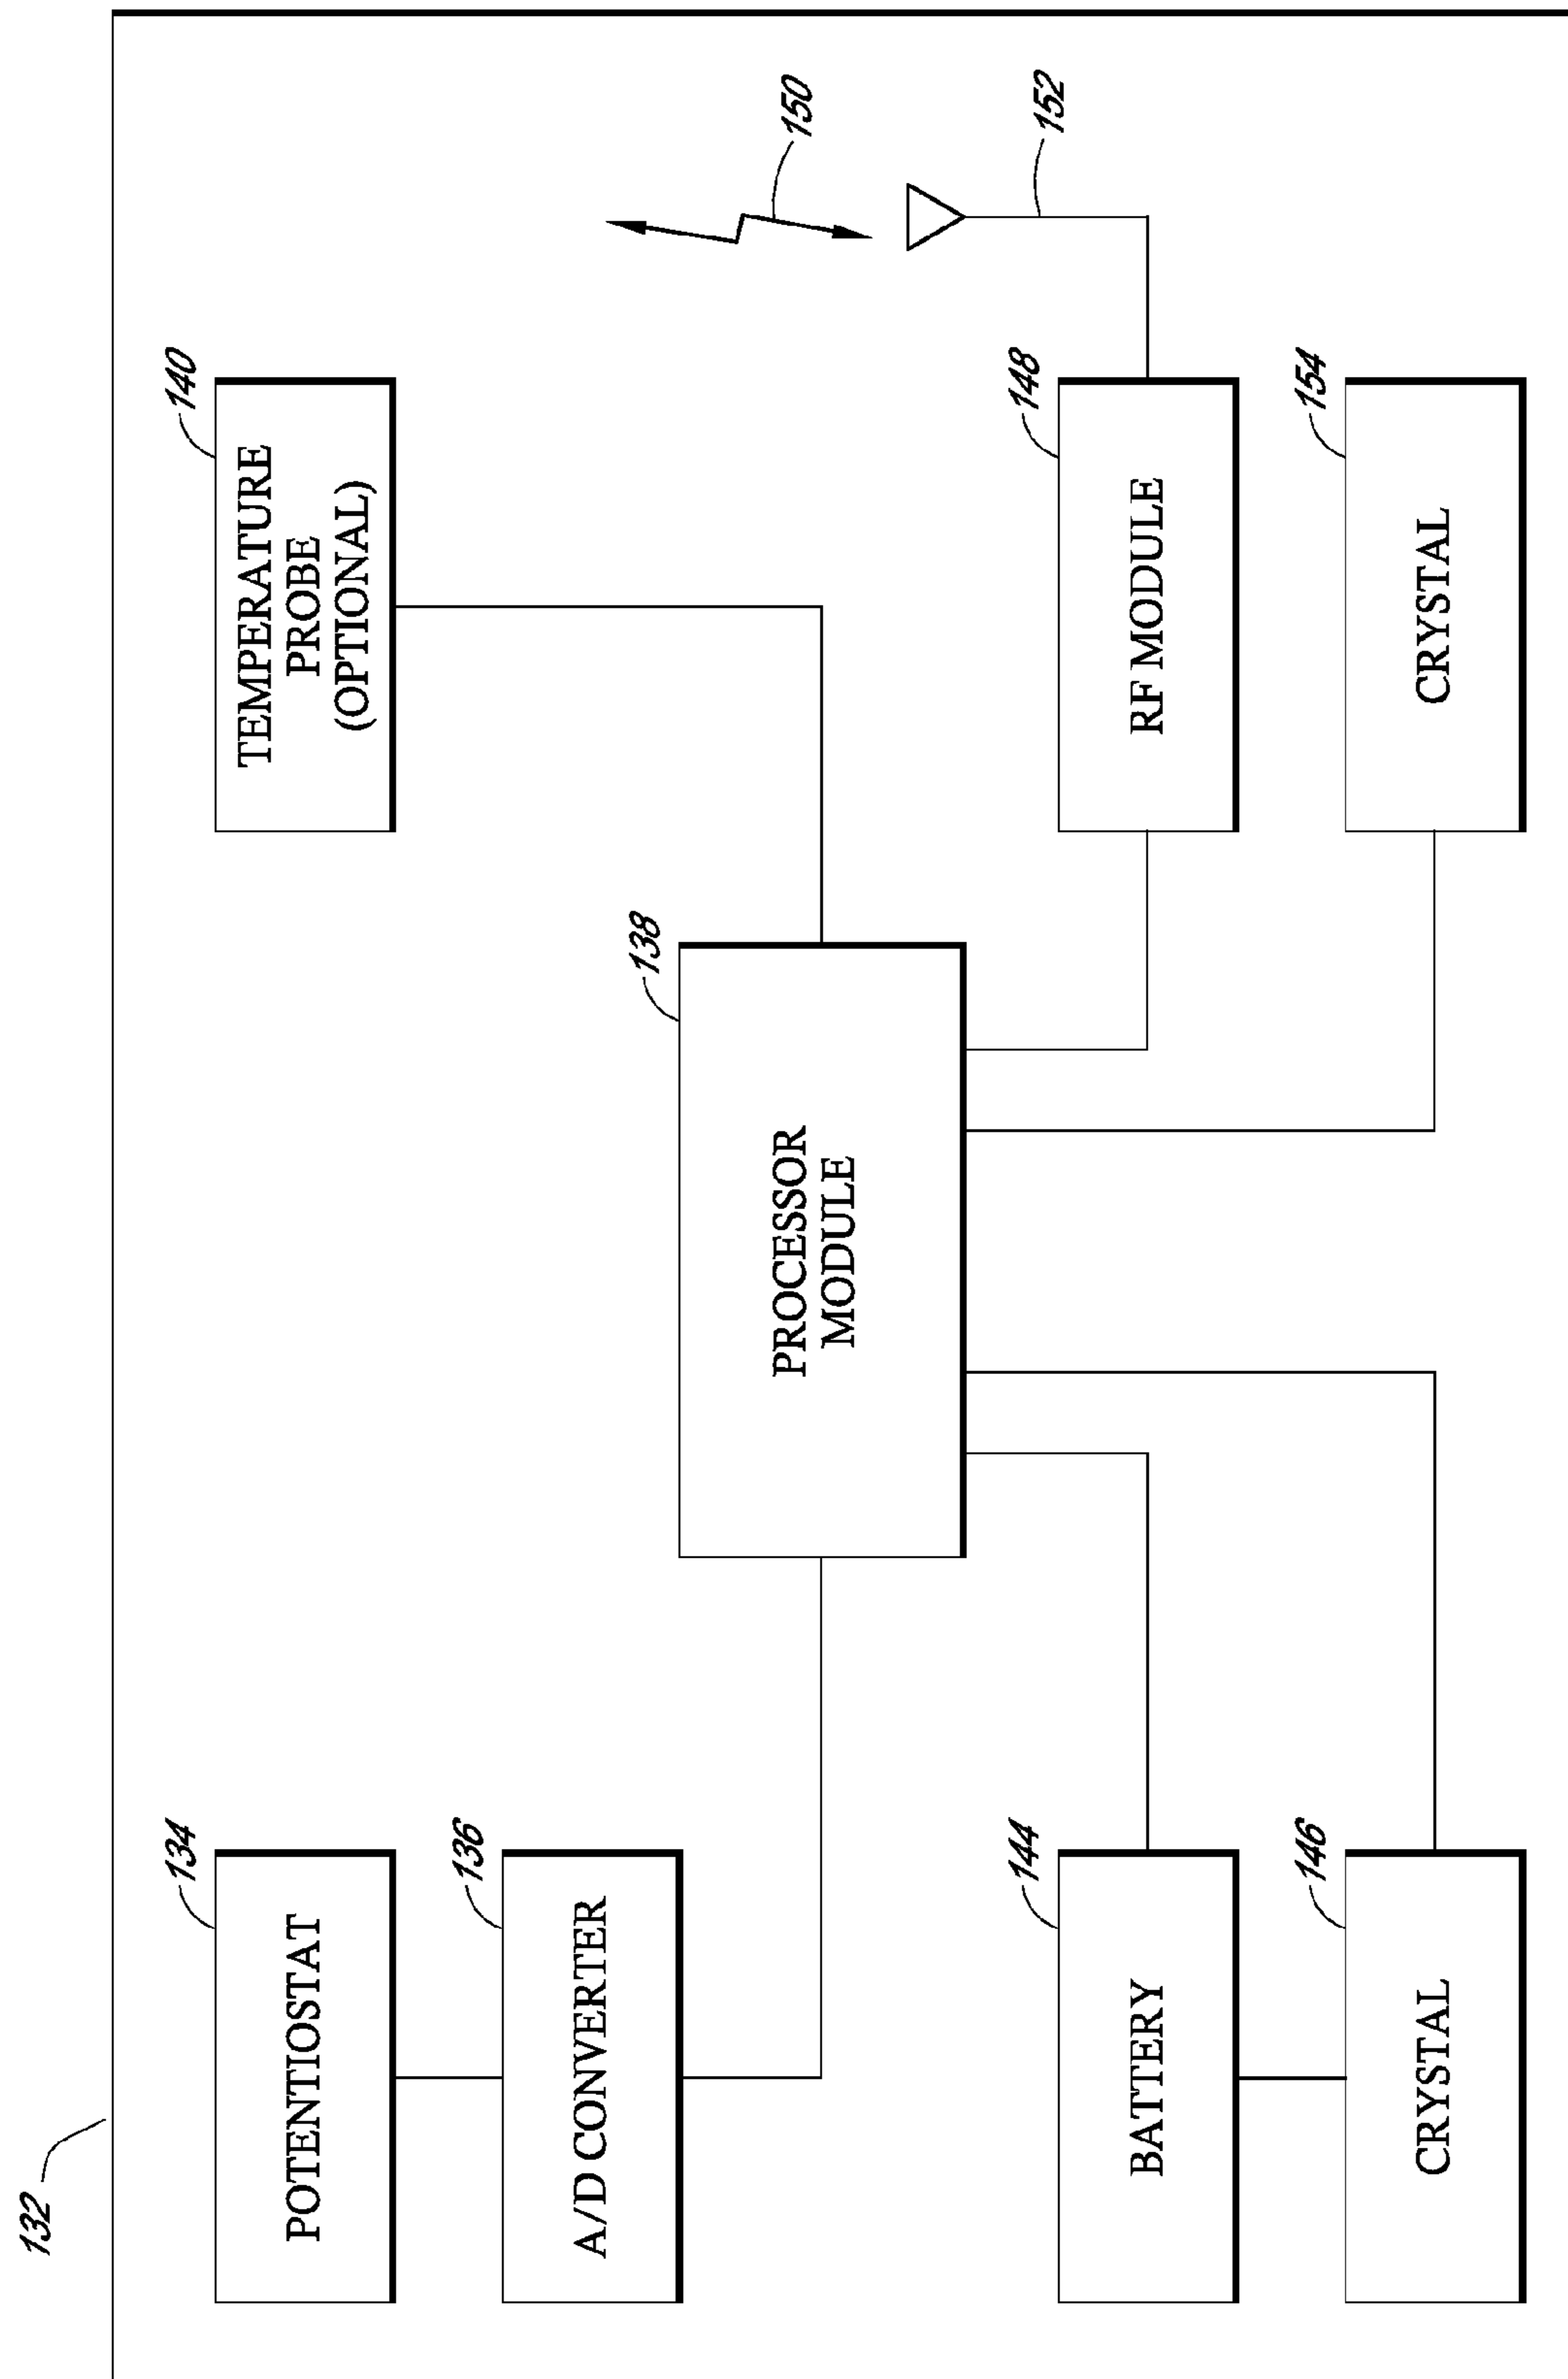 132
134
POTENTIOSTAT
136
A/D CONVERTER
138
PROCESSOR
MODULE
140
TEMPERATURE
PROBE
(OPTIONAL)
150
152
144
BATTERY
146
CRYSTAL
148
RF MODULE
154
CRYSTAL